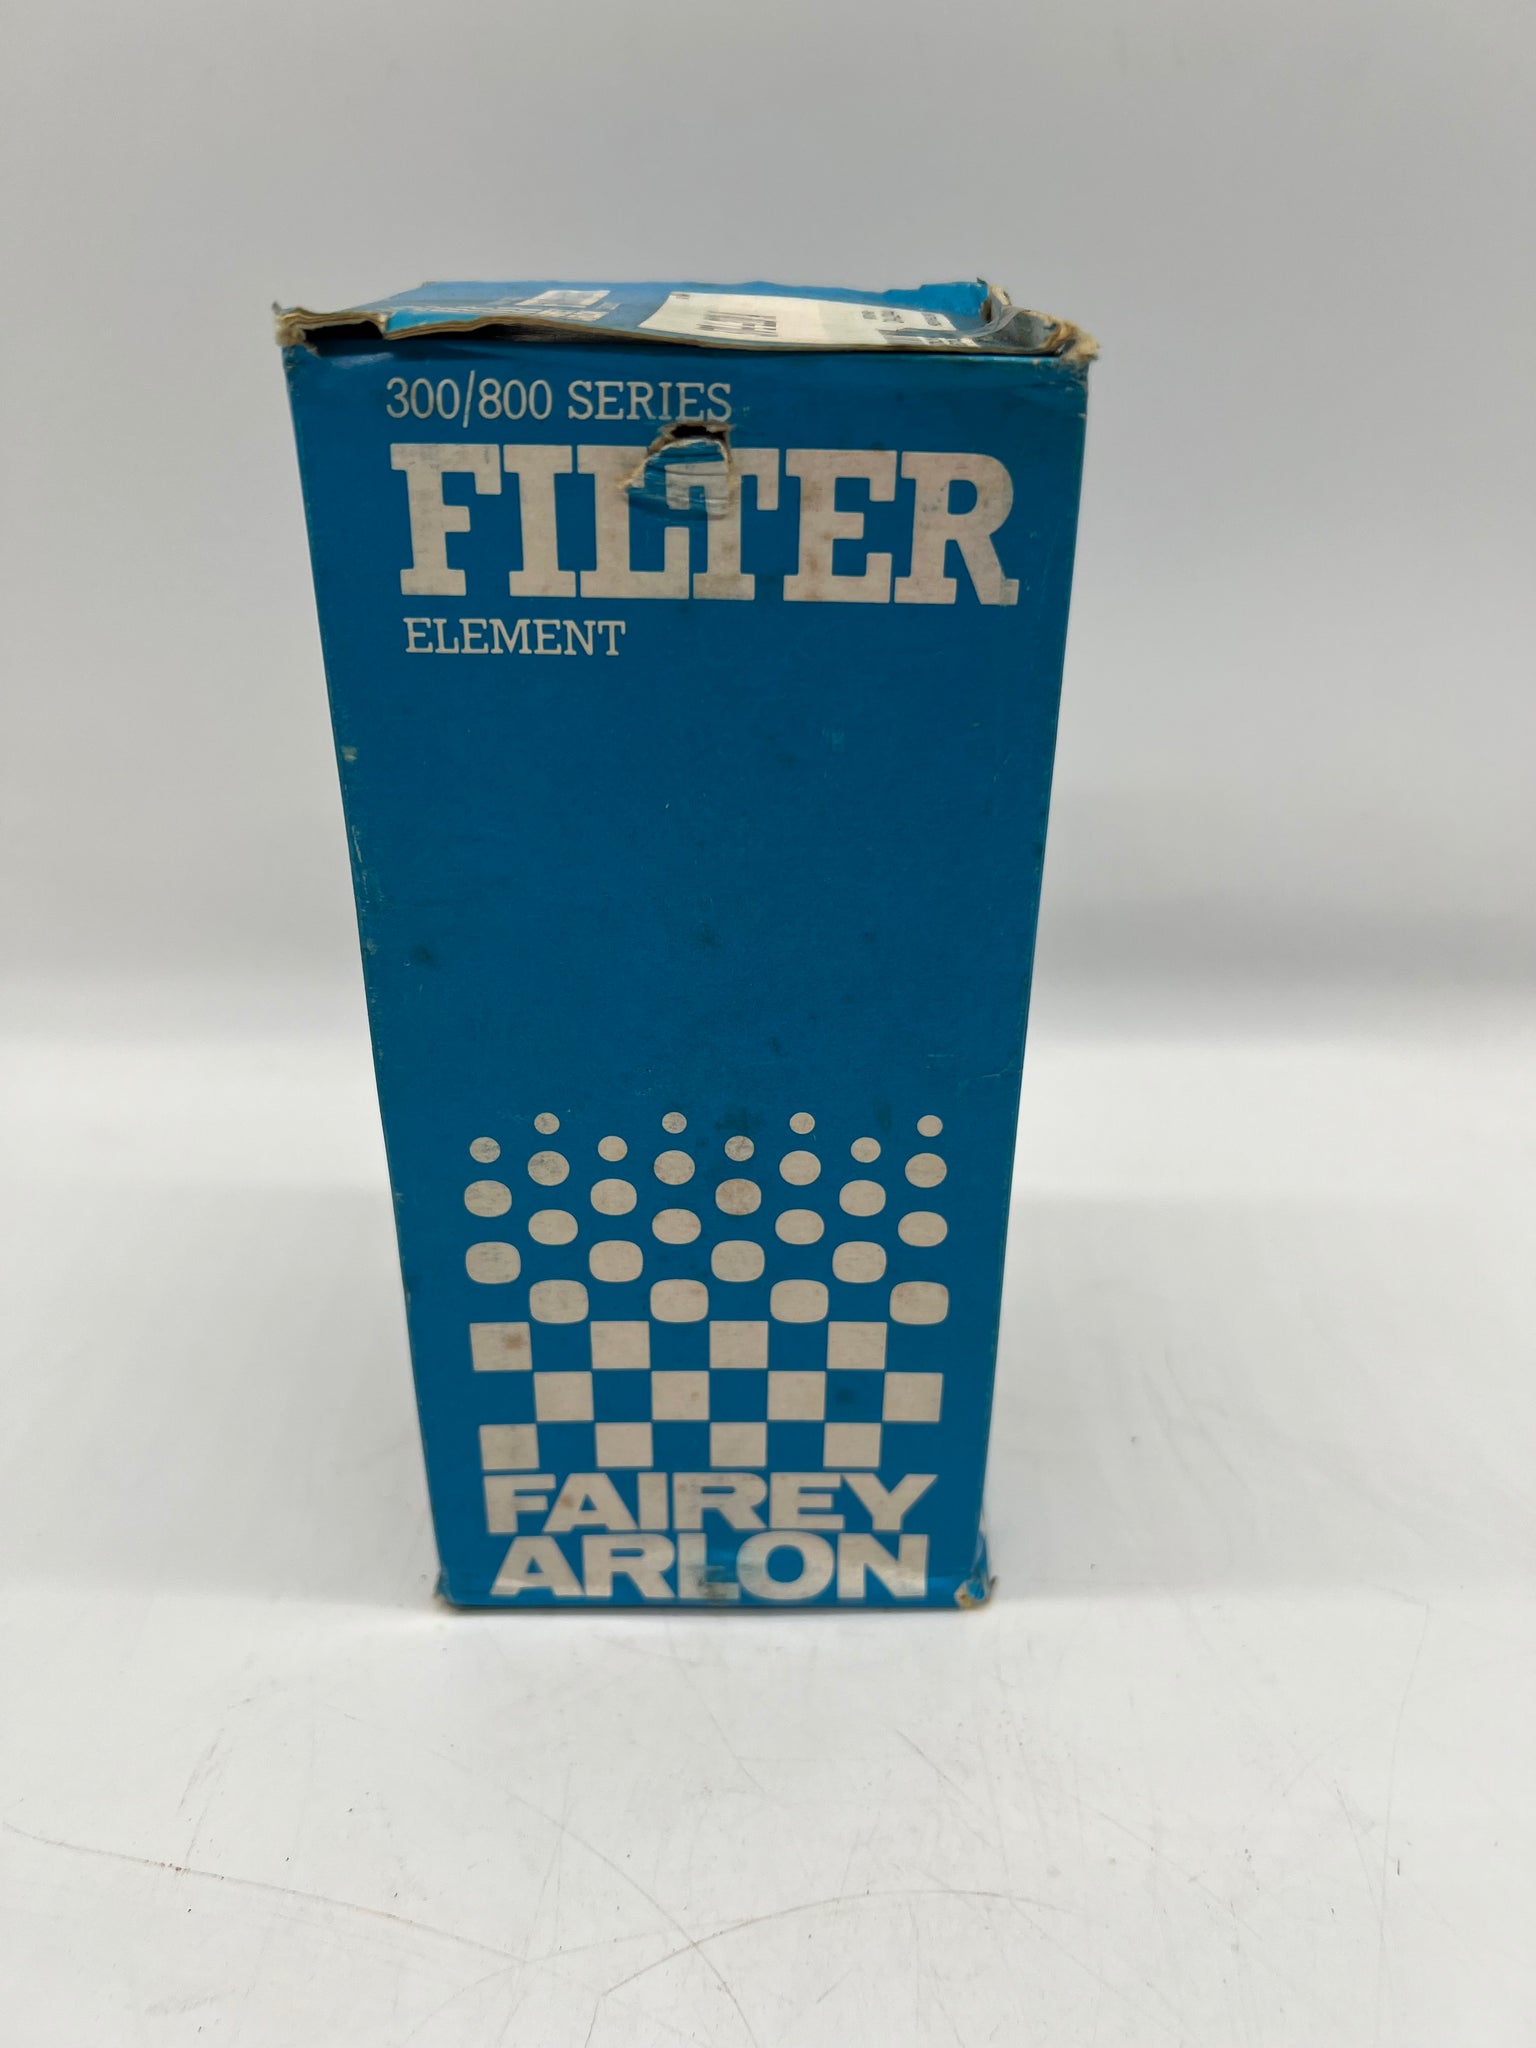 300/800 SERIES
FILTER
ELEMENT
FAIREY
ARLON